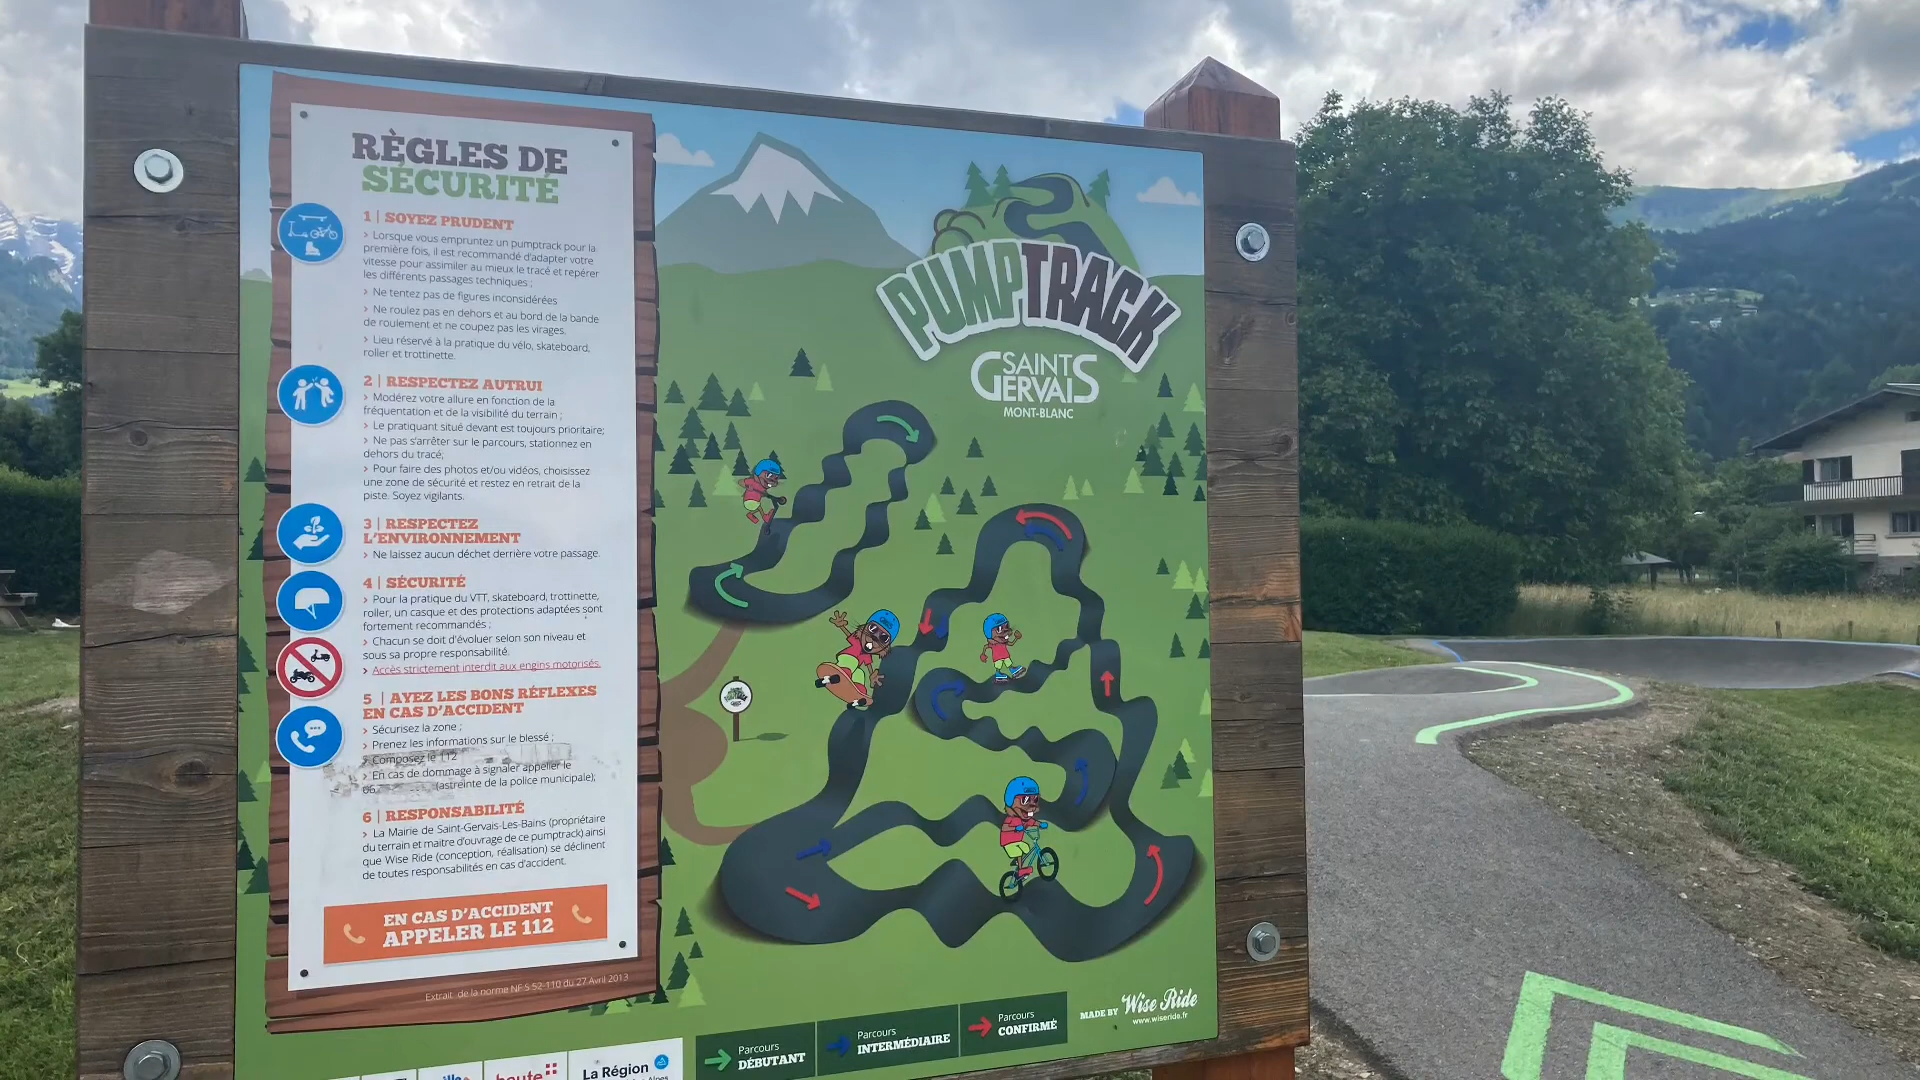 RÈGLES DE
SÉCURITÉ
1 | SOYEZ PRUDENT
> Lorsque vous empruntez un pumptrack pour la
première fois, il est recommandé d'adapter votre
vitesse pour assimiler au mieux le tracé et repérer
les différents passages techniques ;
> Ne tentez pas de figures inconsidérées
> Ne roulez pas en dehors et au bord de la bande
de roulement et ne coupez pas les virages.
> Lieu réservé à la pratique du vélo, skateboard,
roller et trottinette.
2 | RESPECTEZ AUTRUI
> Modérez votre allure en fonction de la
fréquentation et de la visibilité du terrain ;
> Le pratiquant situé devant est toujours prioritaire;
> Ne pas s'arrêter sur le parcours, stationnez en
dehors du tracé;
> Pour faire des photos et/ou vidéos, choisissez
une zone de sécurité et restez en retrait de la
piste. Soyez vigilants.
3 | RESPECTEZ
L'ENVIRONNEMENT
> Ne laissez aucun déchet derrière votre passage.
4 | SÉCURITÉ
> Pour la pratique du VTT, skateboard, trottinette,
roller, un casque et des protections adaptées sont
fortement recommandés ;
> Chacun se doit d'évoluer selon son niveau et
sous sa propre responsabilité.
> Accès strictement interdit aux engins motorisés.
5 | AYEZ LES BONS RÉFLEXES
EN CAS D'ACCIDENT
> Sécurisez la zone ;
> Prenez les informations sur le blessé ;
> Composez le 112
> En cas de dommage à signaler appeller le
06 (astreinte de la police municipale);
6 | RESPONSABILITÉ
> La Mairie de Saint-Gervais-Les-Bains (propriétaire
du terrain et maitre d'ouvrage de ce pumptrack) ainsi
que Wise Ride (conception, réalisation) se déclinent
de toutes responsabilités en cas d'accident.
EN CAS D'ACCIDENT
APPELER LE 112
Extrait de la norme NF S 52-110 du 27 Avril 2013
PUMPTRACK
SAINT
GERVAIS
MONT-BLANC
Parcours
DÉBUTANT
Parcours
INTERMÉDIAIRE
Parcours
CONFIRMÉ
MADE BY Wise Ride
www.wiseride.fr
haute
La Région